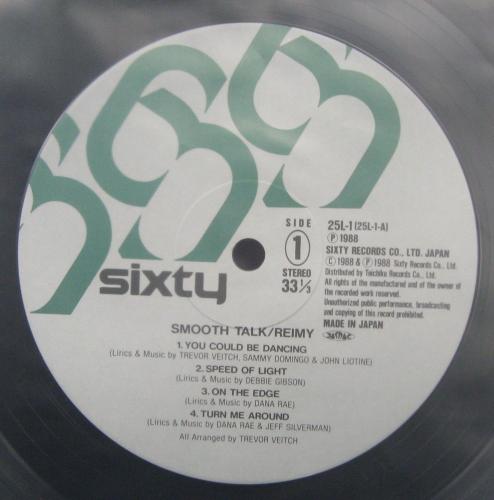 sixty
SIDE
1
STEREO
33 1/3
25L-1 (25L-1-A)
Ⓟ 1988
SIXTY RECORDS CO., LTD. JAPAN
Ⓒ 1988 & Ⓟ 1988 Sixty Records Co., Ltd.
Distributed by Teichiku Records Co., Ltd.
All rights of the manufactured and of the owner of
the recorded work reserved.
Unauthorized public performance, broadcasting
and copying of this record prohibited.
MADE IN JAPAN
SMOOTH TALK/REIMY
1. YOU COULD BE DANCING
(Lirics & Music by TREVOR VEITCH, SAMMY DOMINGO & JOHN LIOTINE)
2. SPEED OF LIGHT
(Lirics & Music by DEBBIE GIBSON)
3. ON THE EDGE
(Lirics & Music by DANA RAE)
4. TURN ME AROUND
(Lirics & Music by DANA RAE & JEFF SILVERMAN)
All Arranged by TREVOR VEITCH